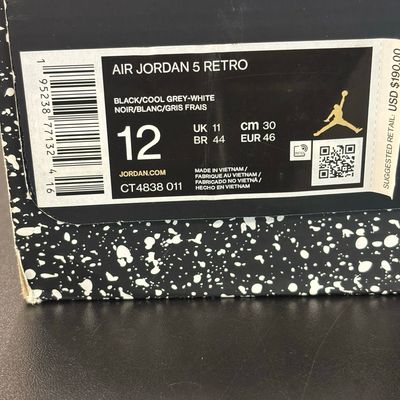 AIR JORDAN 5 RETRO
BLACK/COOL GREY-WHITE
NOIR/BLANC/GRIS FRAIS
12
UK 11
cm 30
BR 44
EUR 46
JORDAN.COM
CT4838 011
MADE IN VIETNAM /
FABRIQUE AU VIETNAM /
FABRICADO NO VIETNÃ /
HECHO EN VIETNAM
1 95238 77132 4 16
SUGGESTED RETAIL: USD $190.00